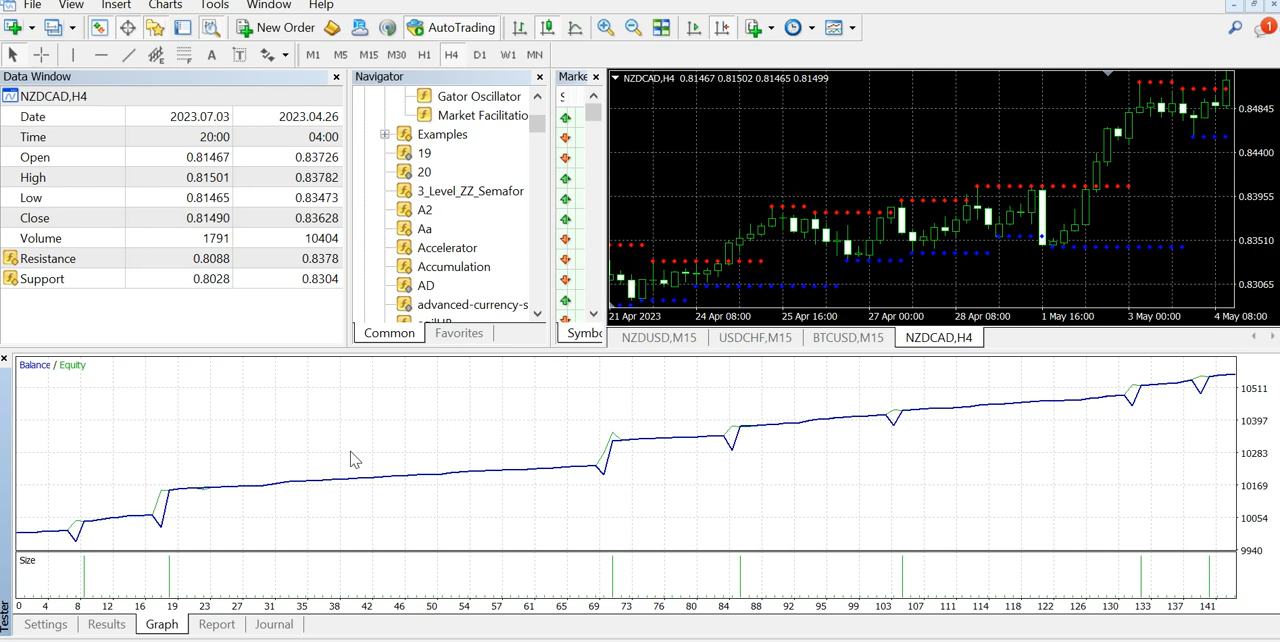 File View Insert Charts Tools Window Help
New Order AutoTrading 1
A T M1 M5 M15 M30 H1 H4 D1 W1 MN
Data Window
NZDCAD,H4
Date 2023.07.03 2023.04.26
Time 20:00 04:00
Open 0.81467 0.83726
High 0.81501 0.83782
Low 0.81465 0.83473
Close 0.81490 0.83628
Volume 1791 10404
Resistance 0.8088 0.8378
Support 0.8028 0.8304
Navigator
Gator Oscillator
Market Facilitatio
Examples
19
20
3_Level_ZZ_Semafor
A2
Aa
Accelerator
Accumulation
AD
advanced-currency-s
Common Favorites
Marke
S
Symbo
NZDCAD,H4 0.81467 0.81502 0.81465 0.81499
0.84845
0.84400
0.83955
0.83510
0.83065
21 Apr 2023 24 Apr 08:00 25 Apr 16:00 27 Apr 00:00 28 Apr 08:00 1 May 16:00 3 May 00:00 4 May 08:00
NZDUSD,M15 USDCHF,M15 BTCUSD,M15 NZDCAD,H4
Balance / Equity
10511
10397
10283
10169
10054
9940
Size
0 4 8 12 16 19 23 27 31 35 38 42 46 50 54 57 61 65 69 73 76 80 84 88 92 95 99 103 107 111 114 118 122 126 130 133 137 141
Tester
Settings Results Graph Report Journal